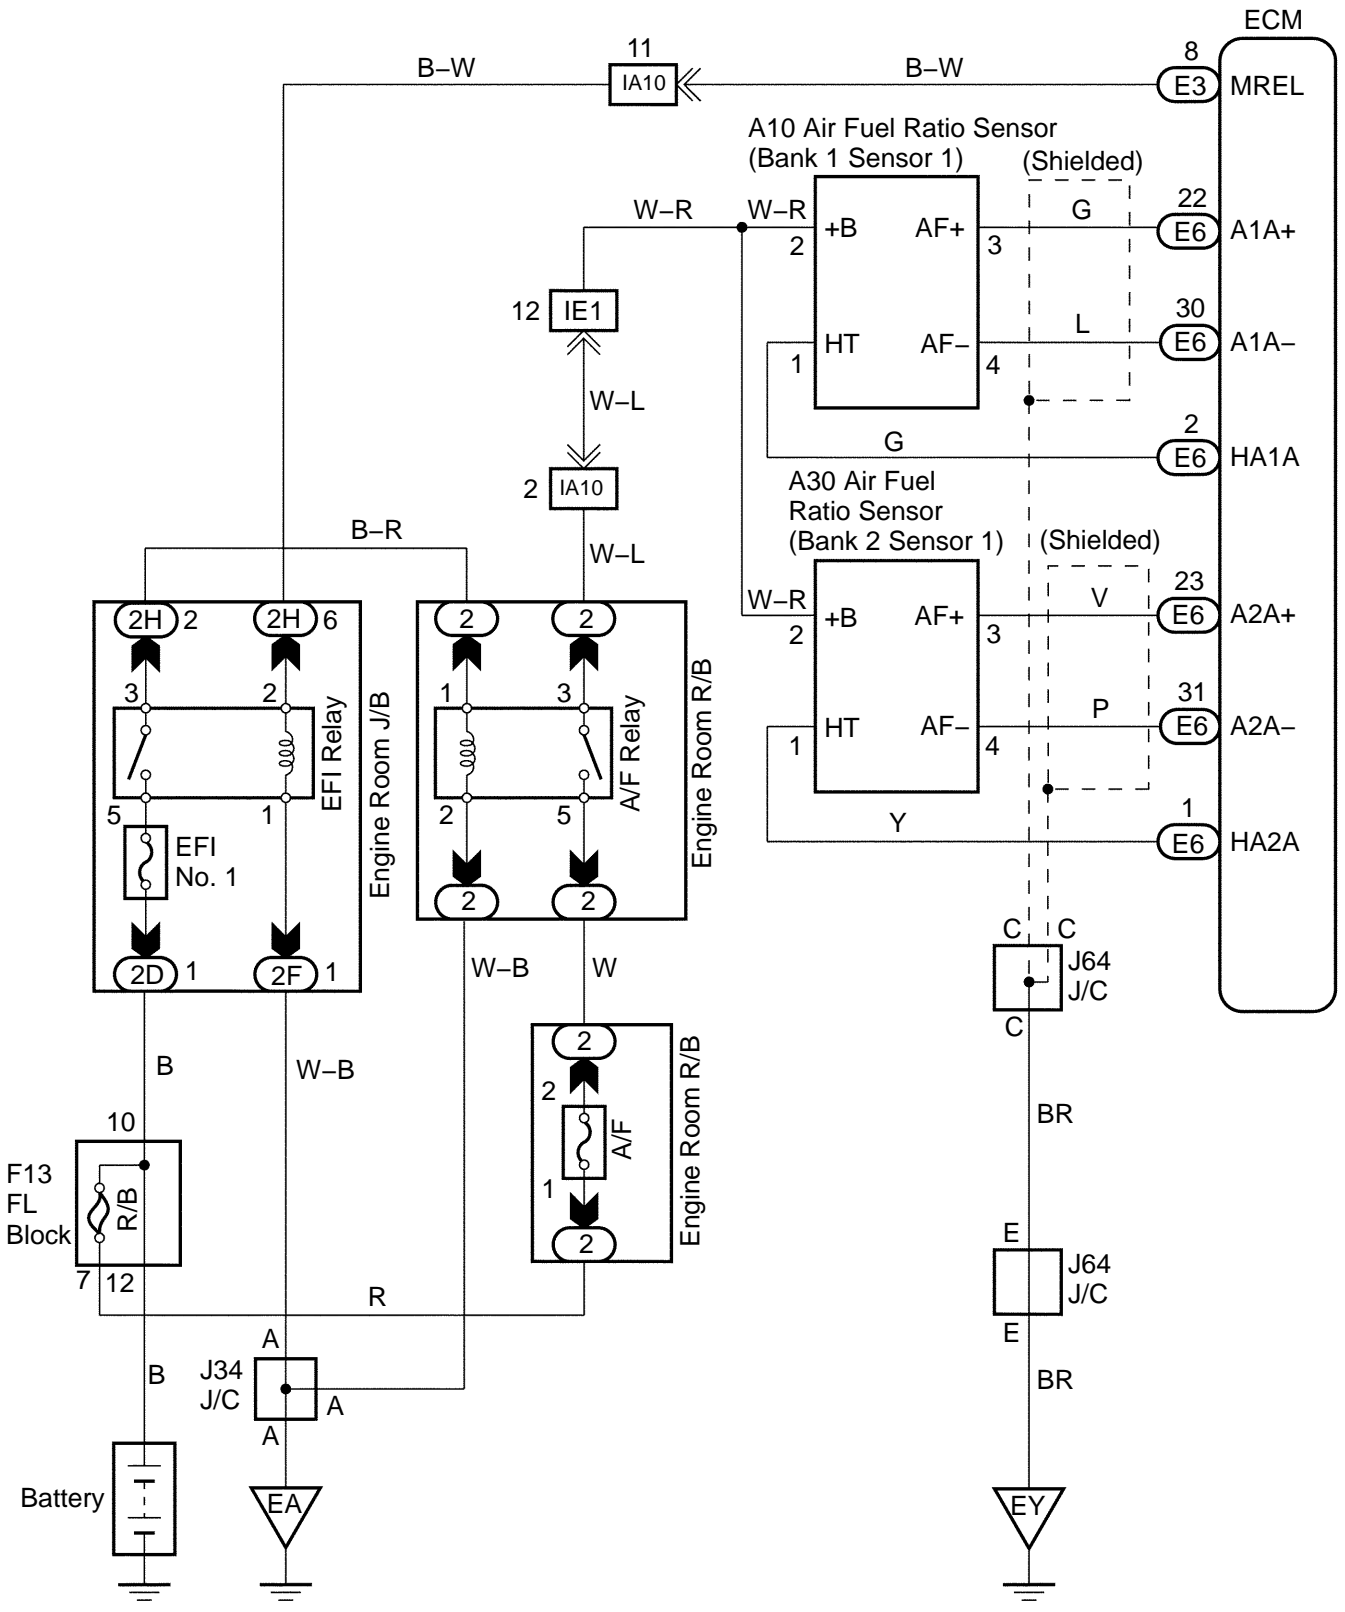 ECM
11
8
B–W
IA10
B–W
E3
MREL
A10 Air Fuel Ratio Sensor
(Bank 1 Sensor 1)
(Shielded)
W–R
W–R
2
+B
AF+
3
G
22
E6
A1A+
12
IE1
HT
1
AF–
4
L
30
E6
A1A–
W–L
G
2
E6
HA1A
2
IA10
A30 Air Fuel
Ratio Sensor
(Bank 2 Sensor 1)
(Shielded)
B–R
W–L
2H
2
2H
6
2
2
W–R
2
+B
AF+
3
V
23
E6
A2A+
3
2
EFI Relay
Engine Room J/B
1
3
A/F Relay
Engine Room R/B
HT
1
AF–
4
P
31
E6
A2A–
5
1
2
5
EFI
No. 1
Y
1
E6
HA2A
2
2
2D
1
2F
1
W–B
W
C
C
J64
J/C
C
B
W–B
2
2
A/F
1
2
Engine Room R/B
BR
10
F13
FL
Block
R/B
7
12
R
E
J64
J/C
E
A
J34
J/C
A
A
B
BR
Battery
EA
EY